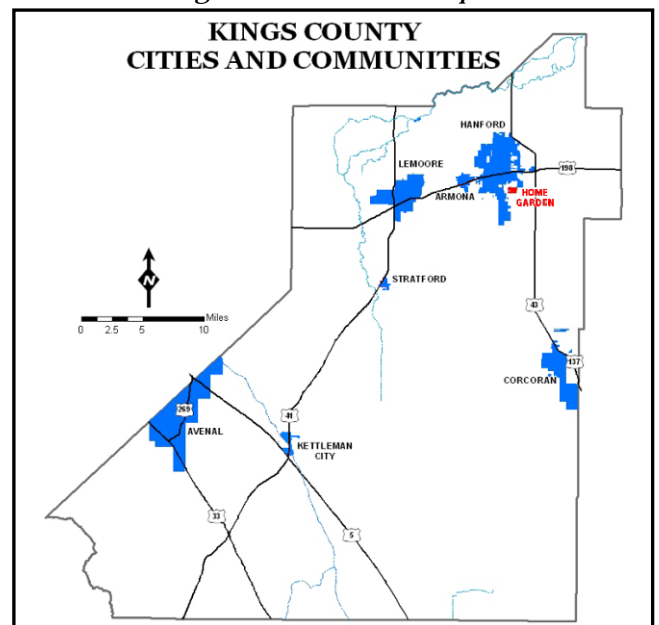 KINGS COUNTY
CITIES AND COMMUNITIES
HANFORD
LEMOORE
198
ARMONA
HOME
GARDEN
N
STRATFORD
Miles
0 2.5 5 10
43
137
CORCORAN
269
AVENAL
41
KETTLEMAN
CITY
33
5